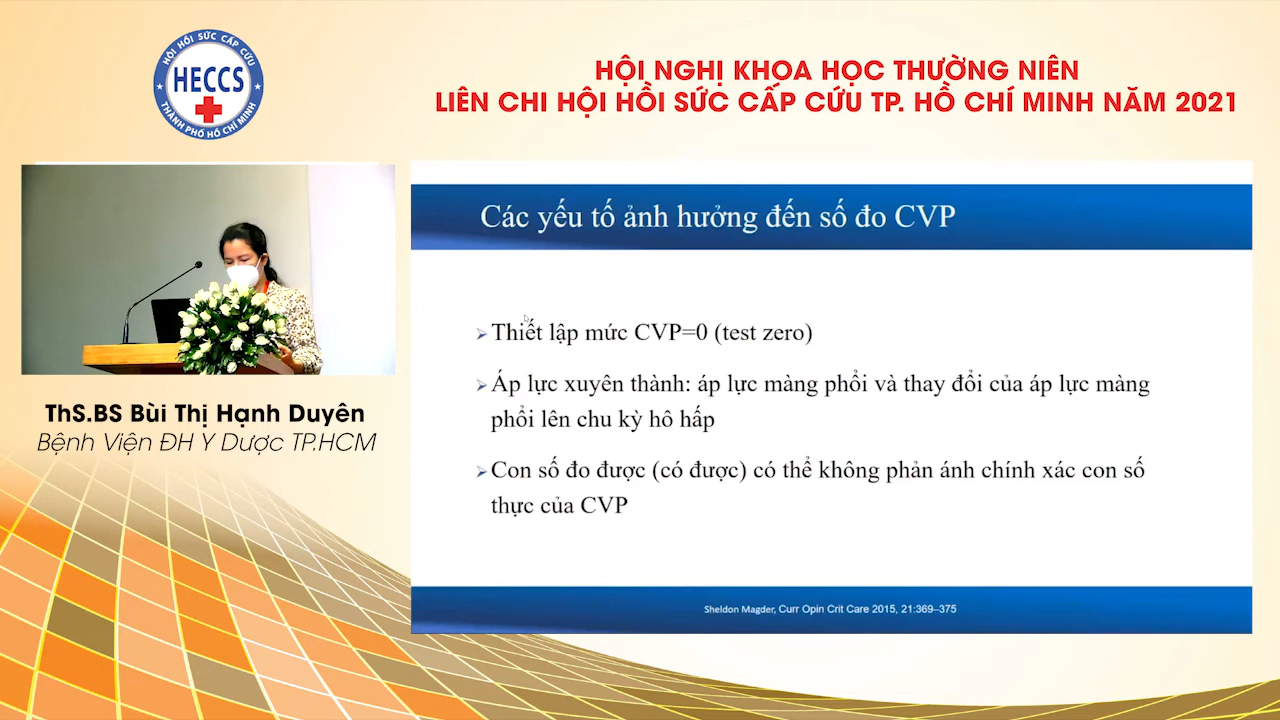 HỘI HỒI SỨC CẤP CỨU
HECCS
THÀNH PHỐ HỒ CHÍ MINH
HỘI NGHỊ KHOA HỌC THƯỜNG NIÊN
LIÊN CHI HỘI HỒI SỨC CẤP CỨU TP. HỒ CHÍ MINH NĂM 2021
ThS.BS Bùi Thị Hạnh Duyên
Bệnh Viện ĐH Y Dược TP.HCM
Các yếu tố ảnh hưởng đến số đo CVP
Thiết lập mức CVP=0 (test zero)
Áp lực xuyên thành: áp lực màng phổi và thay đổi của áp lực màng
phổi lên chu kỳ hô hấp
Con số đo được (có được) có thể không phản ánh chính xác con số
thực của CVP
Sheldon Magder, Curr Opin Crit Care 2015, 21:369–375